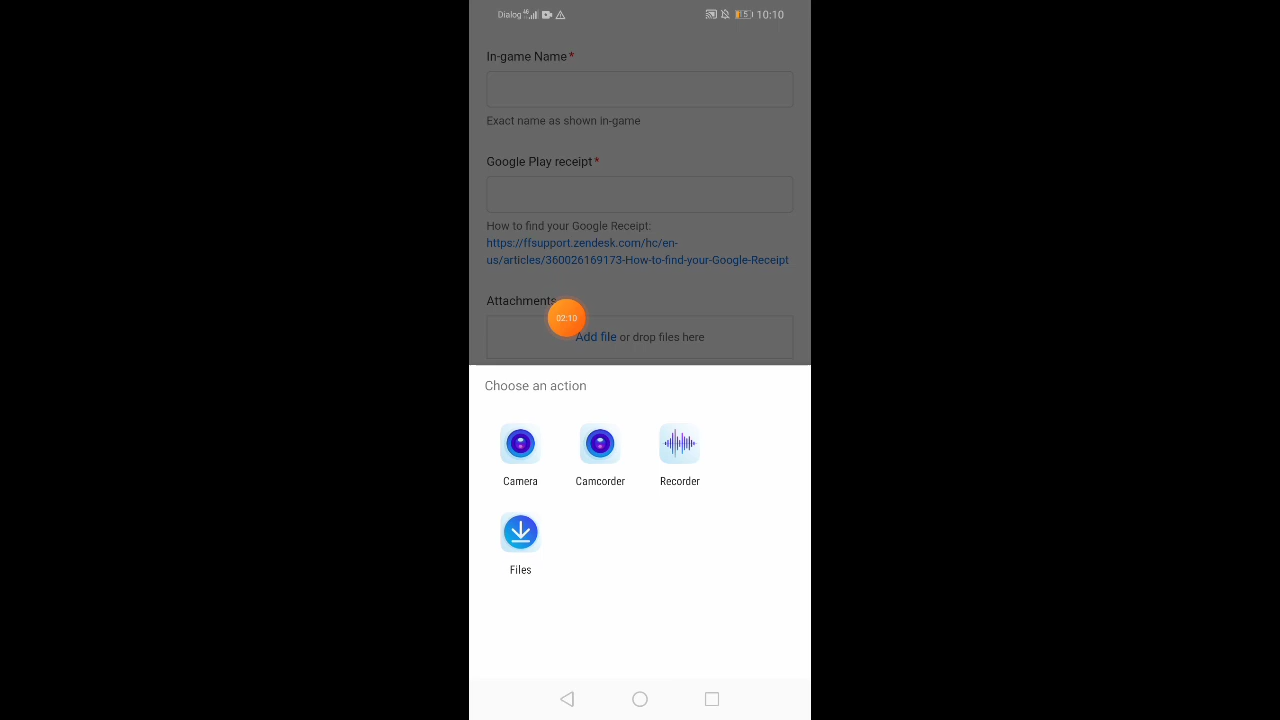 Dialog 4G 5 10:10
In-game Name*
Exact name as shown in-game
Google Play receipt*
How to find your Google Receipt:
https://ffsupport.zendesk.com/hc/en-
us/articles/360026169173-How-to-find-your-Google-Receipt
Attachments
02:10
Add file or drop files here
Choose an action
Camera Camcorder Recorder
Files